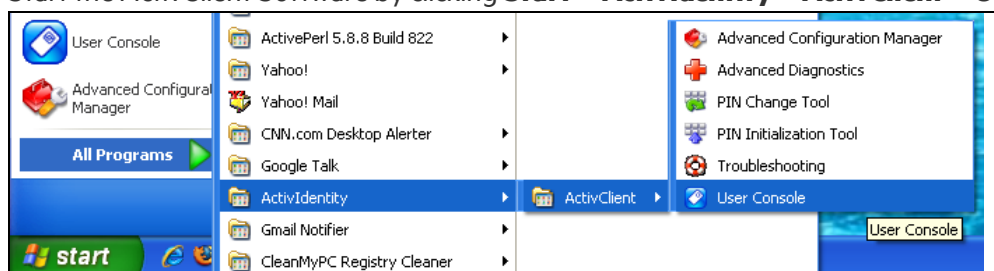 User Console
Advanced Configurat
Manager
All Programs
start
ActivePerl 5.8.8 Build 822
Yahoo!
Yahoo! Mail
CNN.com Desktop Alerter
Google Talk
ActivIdentity
Gmail Notifier
CleanMyPC Registry Cleaner
ActivClient
Advanced Configuration Manager
Advanced Diagnostics
PIN Change Tool
PIN Initialization Tool
Troubleshooting
User Console
User Console